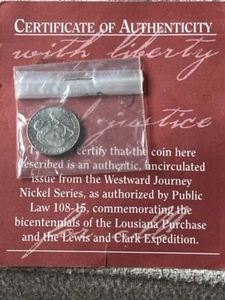 Certificate of Authenticity
with liberty
justice
certify that the coin here
described is an authentic, uncirculated
issue from the Westward Journey
Nickel Series, as authorized by Public
Law 108-15, commemorating the
bicentennials of the Lousiana Purchase
and the Lewis and Clark Expedition.